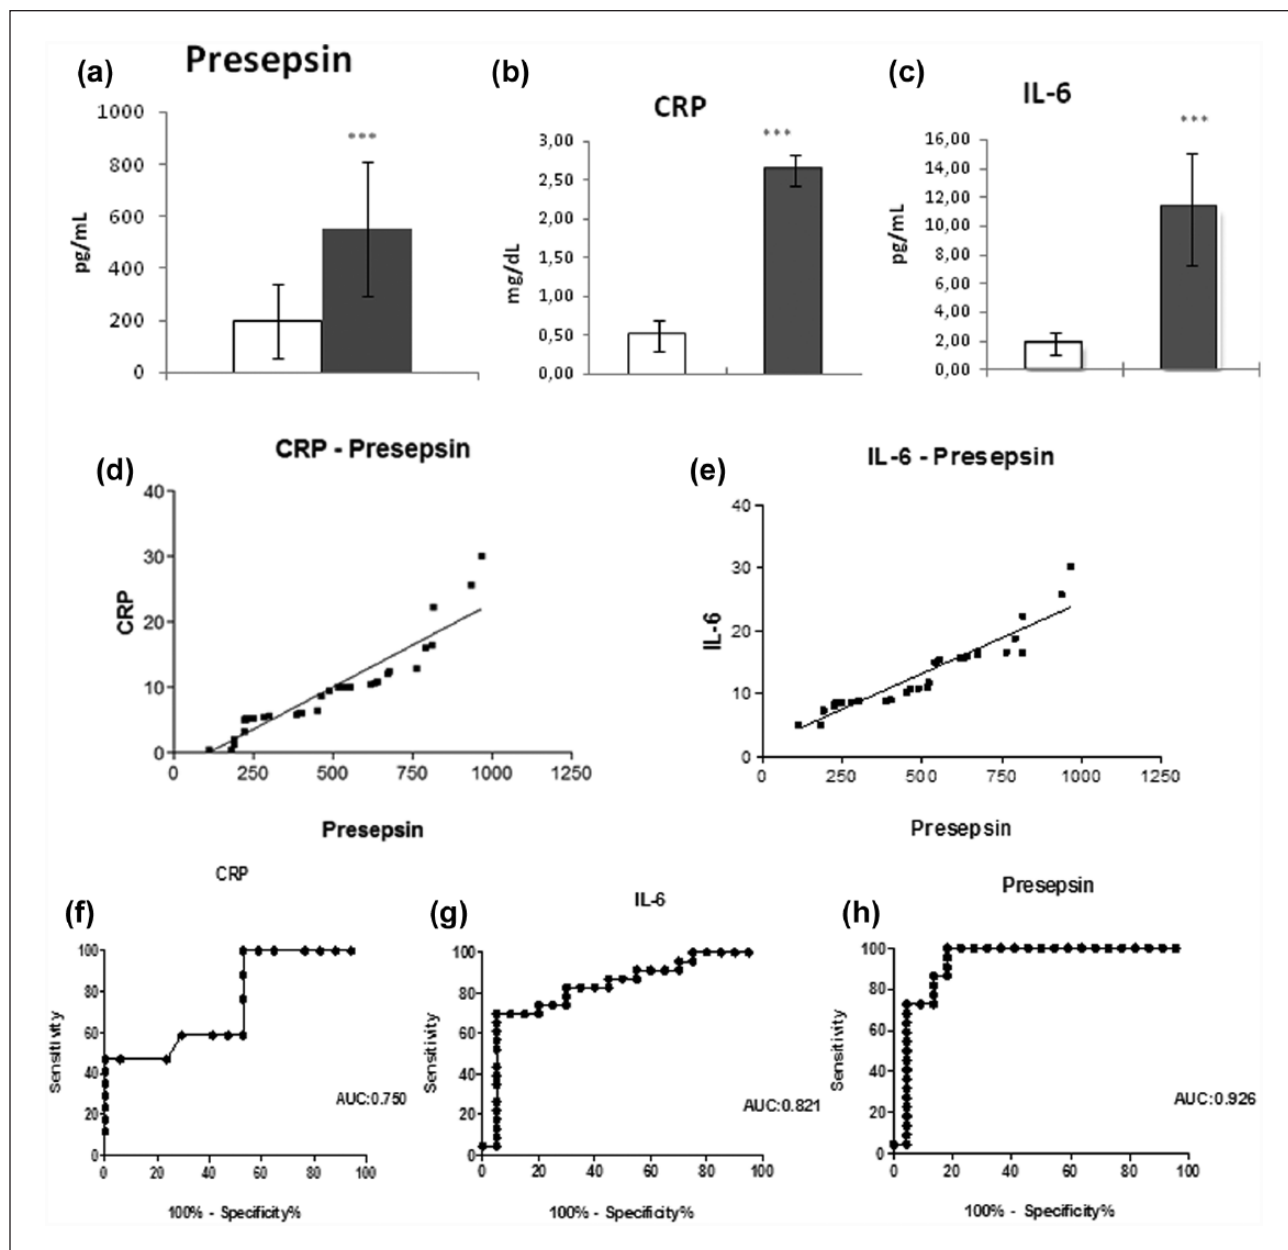 (a) Presepsin
1000
800
600
400
200
0
pg/mL
***
(b) CRP
3,00
2,50
2,00
1,50
1,00
0,50
0,00
mg/dL
***
(c) IL-6
16,00
14,00
12,00
10,00
8,00
6,00
4,00
2,00
0,00
pg/mL
***
(d) CRP - Presepsin
40
30
20
10
0
CRP
0 250 500 750 1000 1250
Presepsin
(e) IL-6 - Presepsin
40
30
20
10
0
IL-6
0 250 500 750 1000 1250
Presepsin
(f) CRP
100
80
60
40
20
0
Sensitivity
AUC:0.750
0 20 40 60 80 100
100% - Specificity%
(g) IL-6
100
80
60
40
20
0
Sensitivity
AUC:0.821
0 20 40 60 80 100
100% - Specificity%
(h) Presepsin
100
80
60
40
20
0
Sensitivity
AUC:0.926
0 20 40 60 80 100
100% - Specificity%